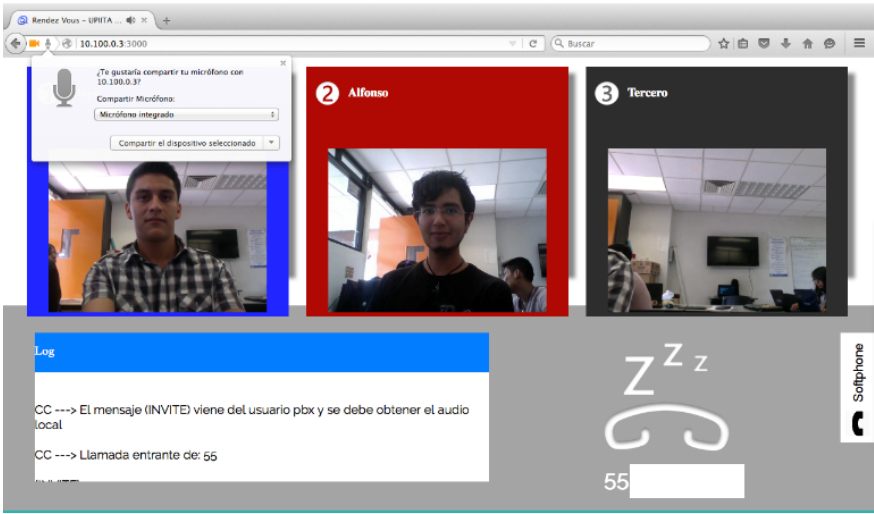 Rendez Vous – UPIITA ...
10.100.0.3:3000
Buscar
¿Te gustaría compartir tu micrófono con
10.100.0.3?
Compartir Micrófono:
Micrófono integrado
Compartir el dispositivo seleccionado
2 Alfonso
3 Tercero
Log
CC ---> El mensaje (INVITE) viene del usuario pbx y se debe obtener el audio
local
CC ---> Llamada entrante de: 55
Z Z Z
55
Softphone